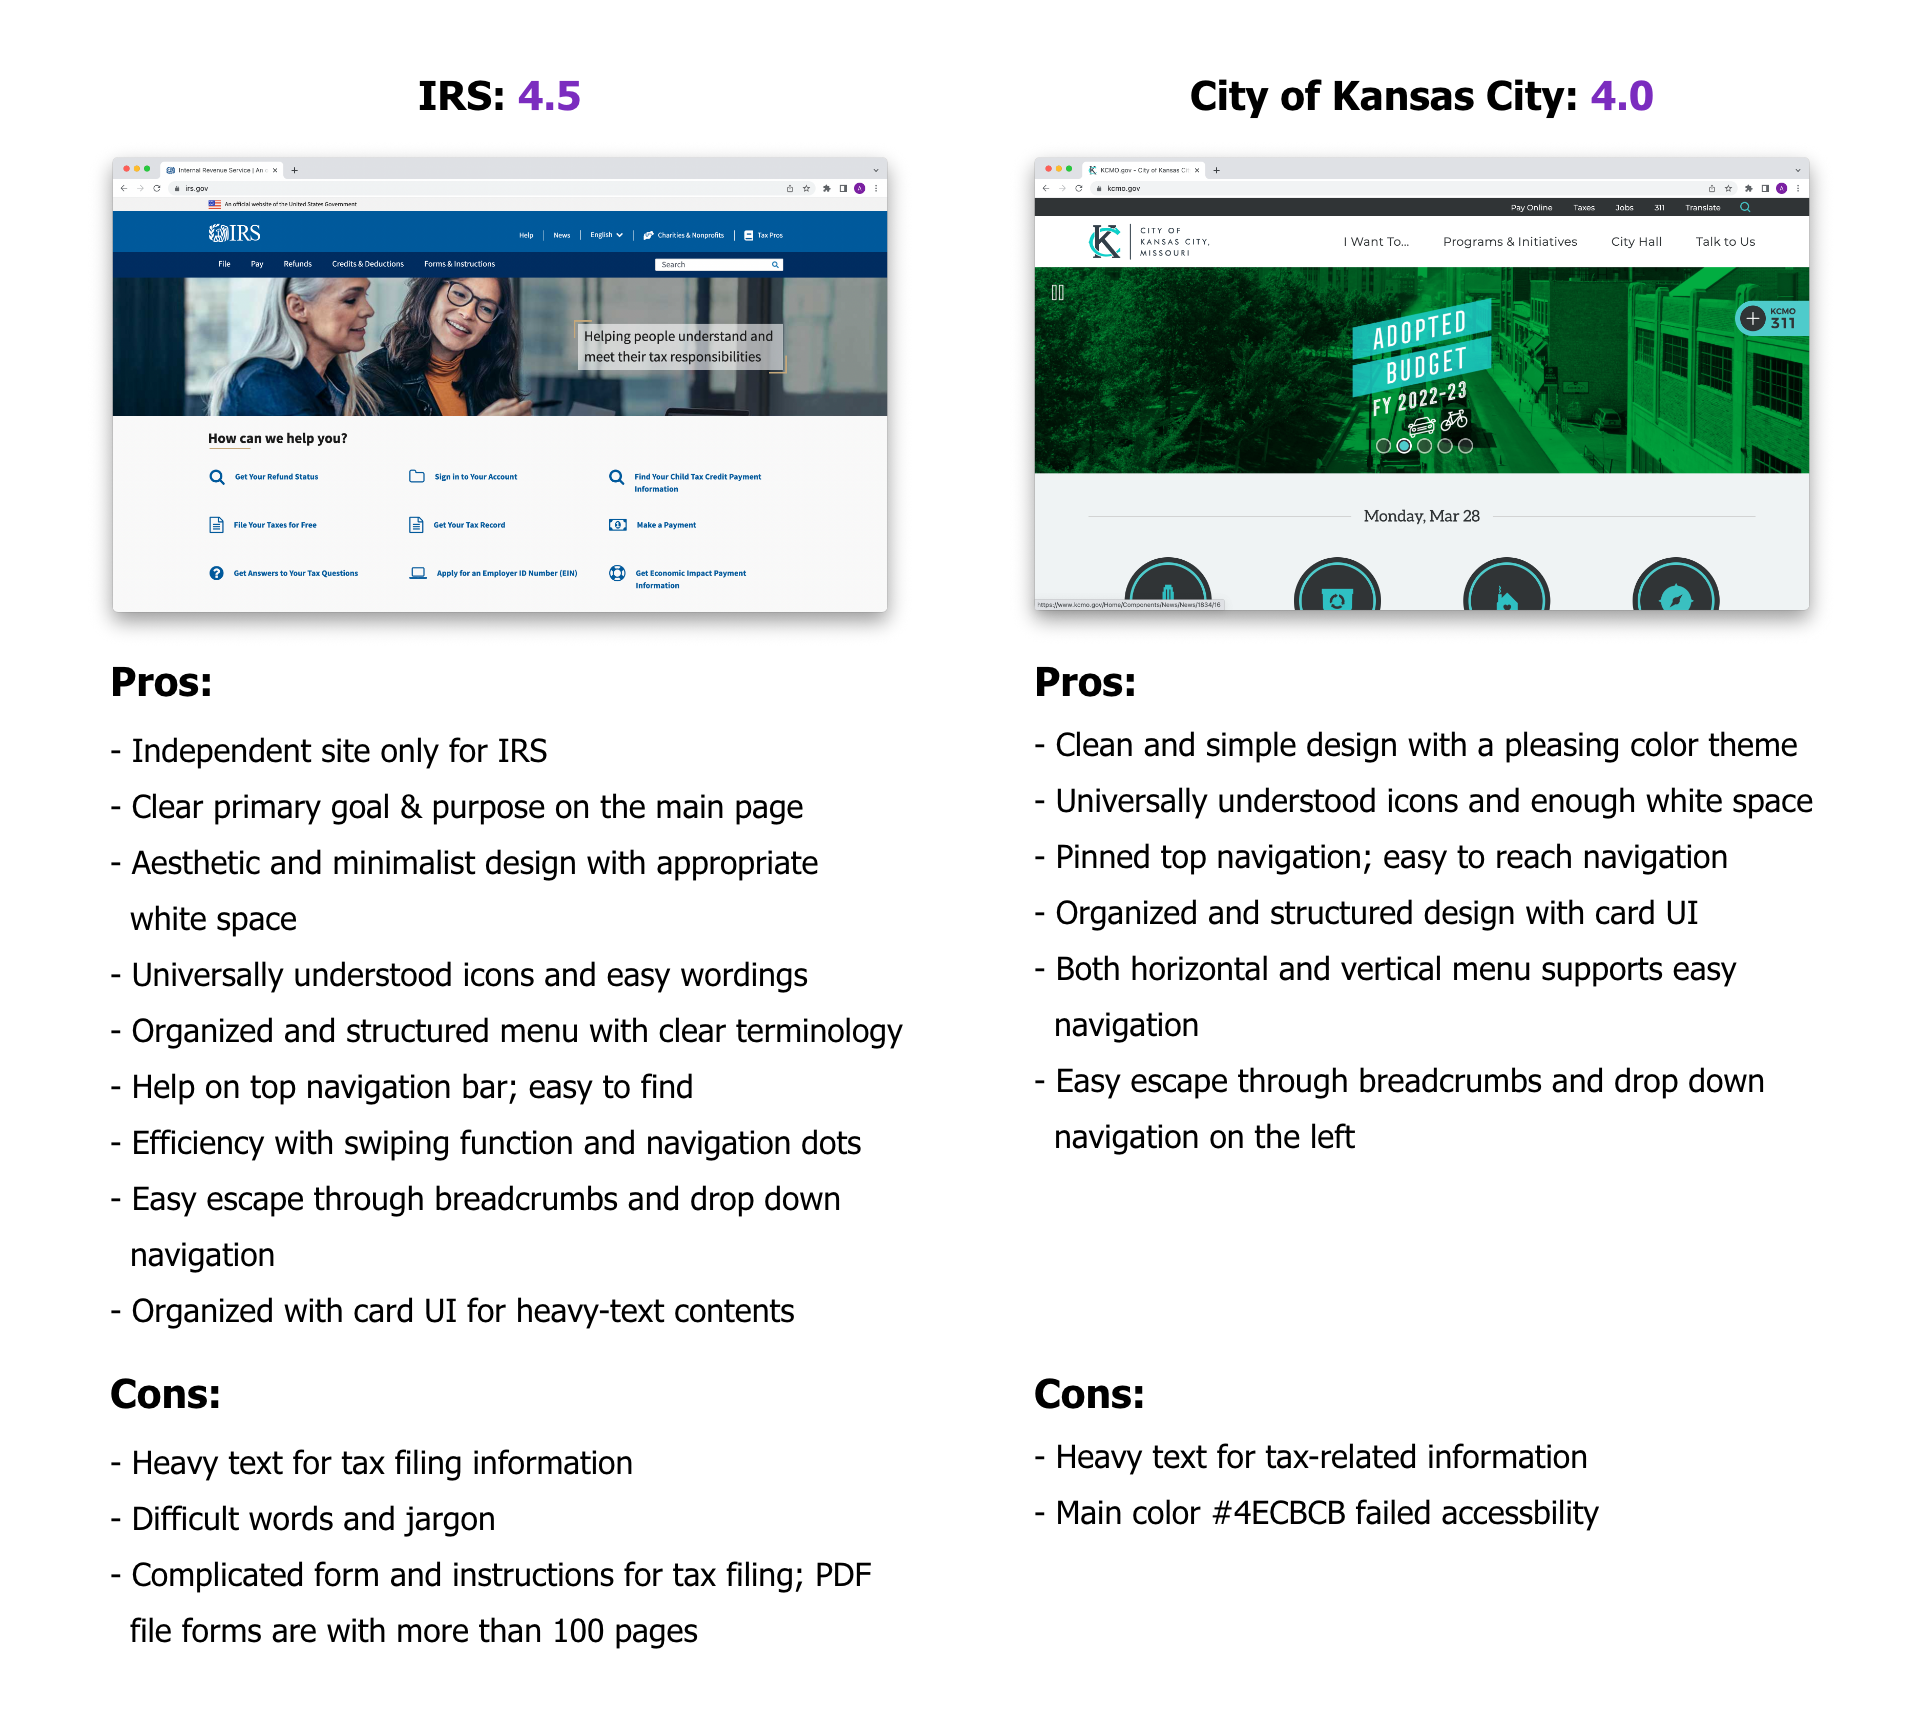 IRS: 4.5
Internal Revenue Service | An
irs.gov
An official website of the United States Government
IRS
Help
News
English
Charities & Nonprofits
Tax Pros
File
Pay
Refunds
Credits & Deductions
Forms & Instructions
Search
Helping people understand and
meet their tax responsibilities
How can we help you?
Get Your Refund Status
Sign in to Your Account
Find Your Child Tax Credit Payment
Information
File Your Taxes for Free
Get Your Tax Record
Make a Payment
Get Answers to Your Tax Questions
Apply for an Employer ID Number (EIN)
Get Economic Impact Payment
Information
Pros:
- Independent site only for IRS
- Clear primary goal & purpose on the main page
- Aesthetic and minimalist design with appropriate
white space
- Universally understood icons and easy wordings
- Organized and structured menu with clear terminology
- Help on top navigation bar; easy to find
- Efficiency with swiping function and navigation dots
- Easy escape through breadcrumbs and drop down
navigation
- Organized with card UI for heavy-text contents
Cons:
- Heavy text for tax filing information
- Difficult words and jargon
- Complicated form and instructions for tax filing; PDF
file forms are with more than 100 pages
City of Kansas City: 4.0
KCMO.gov - City of Kansas Cit
kcmo.gov
Pay Online
Taxes
Jobs
311
Translate
KC
CITY OF
KANSAS CITY,
MISSOURI
I Want To...
Programs & Initiatives
City Hall
Talk to Us
ADOPTED
BUDGET
FY 2022-23
KCMO
311
Monday, Mar 28
https://www.kcmo.gov/Home/Components/News/News/1834/16
Pros:
- Clean and simple design with a pleasing color theme
- Universally understood icons and enough white space
- Pinned top navigation; easy to reach navigation
- Organized and structured design with card UI
- Both horizontal and vertical menu supports easy
navigation
- Easy escape through breadcrumbs and drop down
navigation on the left
Cons:
- Heavy text for tax-related information
- Main color #4ECBCB failed accessbility